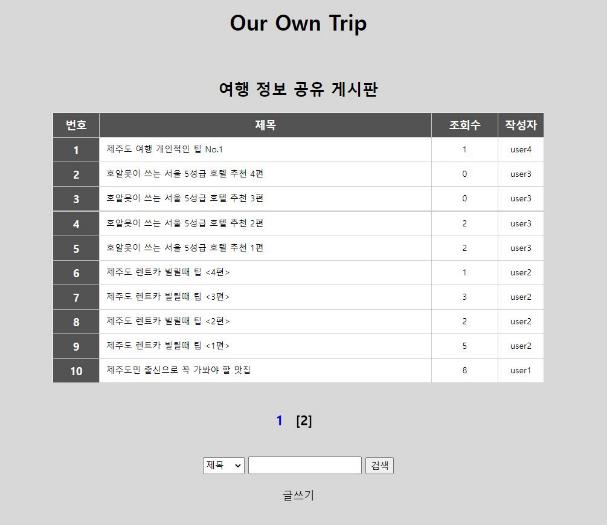 Our Own Trip
여행 정보 공유 게시판
번호 제목 조회수 작성자
1 제주도 여행 개인적인 팁 No.1 1 user4
2 호알못이 쓰는 서울 5성급 호텔 추천 4편 0 user3
3 호알못이 쓰는 서울 5성급 호텔 추천 3편 0 user3
4 호알못이 쓰는 서울 5성급 호텔 추천 2편 2 user3
5 호알못이 쓰는 서울 5성급 호텔 추천 1편 2 user3
6 제주도 렌트카 빌릴때 팁 <4편> 1 user2
7 제주도 렌트카 빌릴때 팁 <3편> 3 user2
8 제주도 렌트카 빌릴때 팁 <2편> 2 user2
9 제주도 렌트카 빌릴때 팁 <1편> 5 user2
10 제주도민 출신으로 꼭 가봐야 할 맛집 8 user1
1 [2]
제목 검색
글쓰기